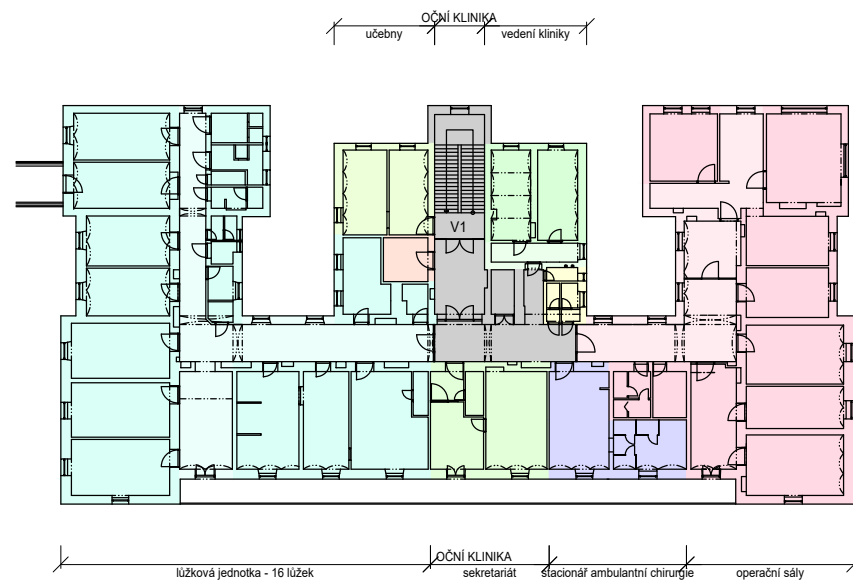 OČNÍ KLINIKA
učebny
vedení kliniky
V1
OČNÍ KLINIKA
lůžková jednotka - 16 lůžek
sekretariát
stacionář ambulantní chirurgie
operační sály